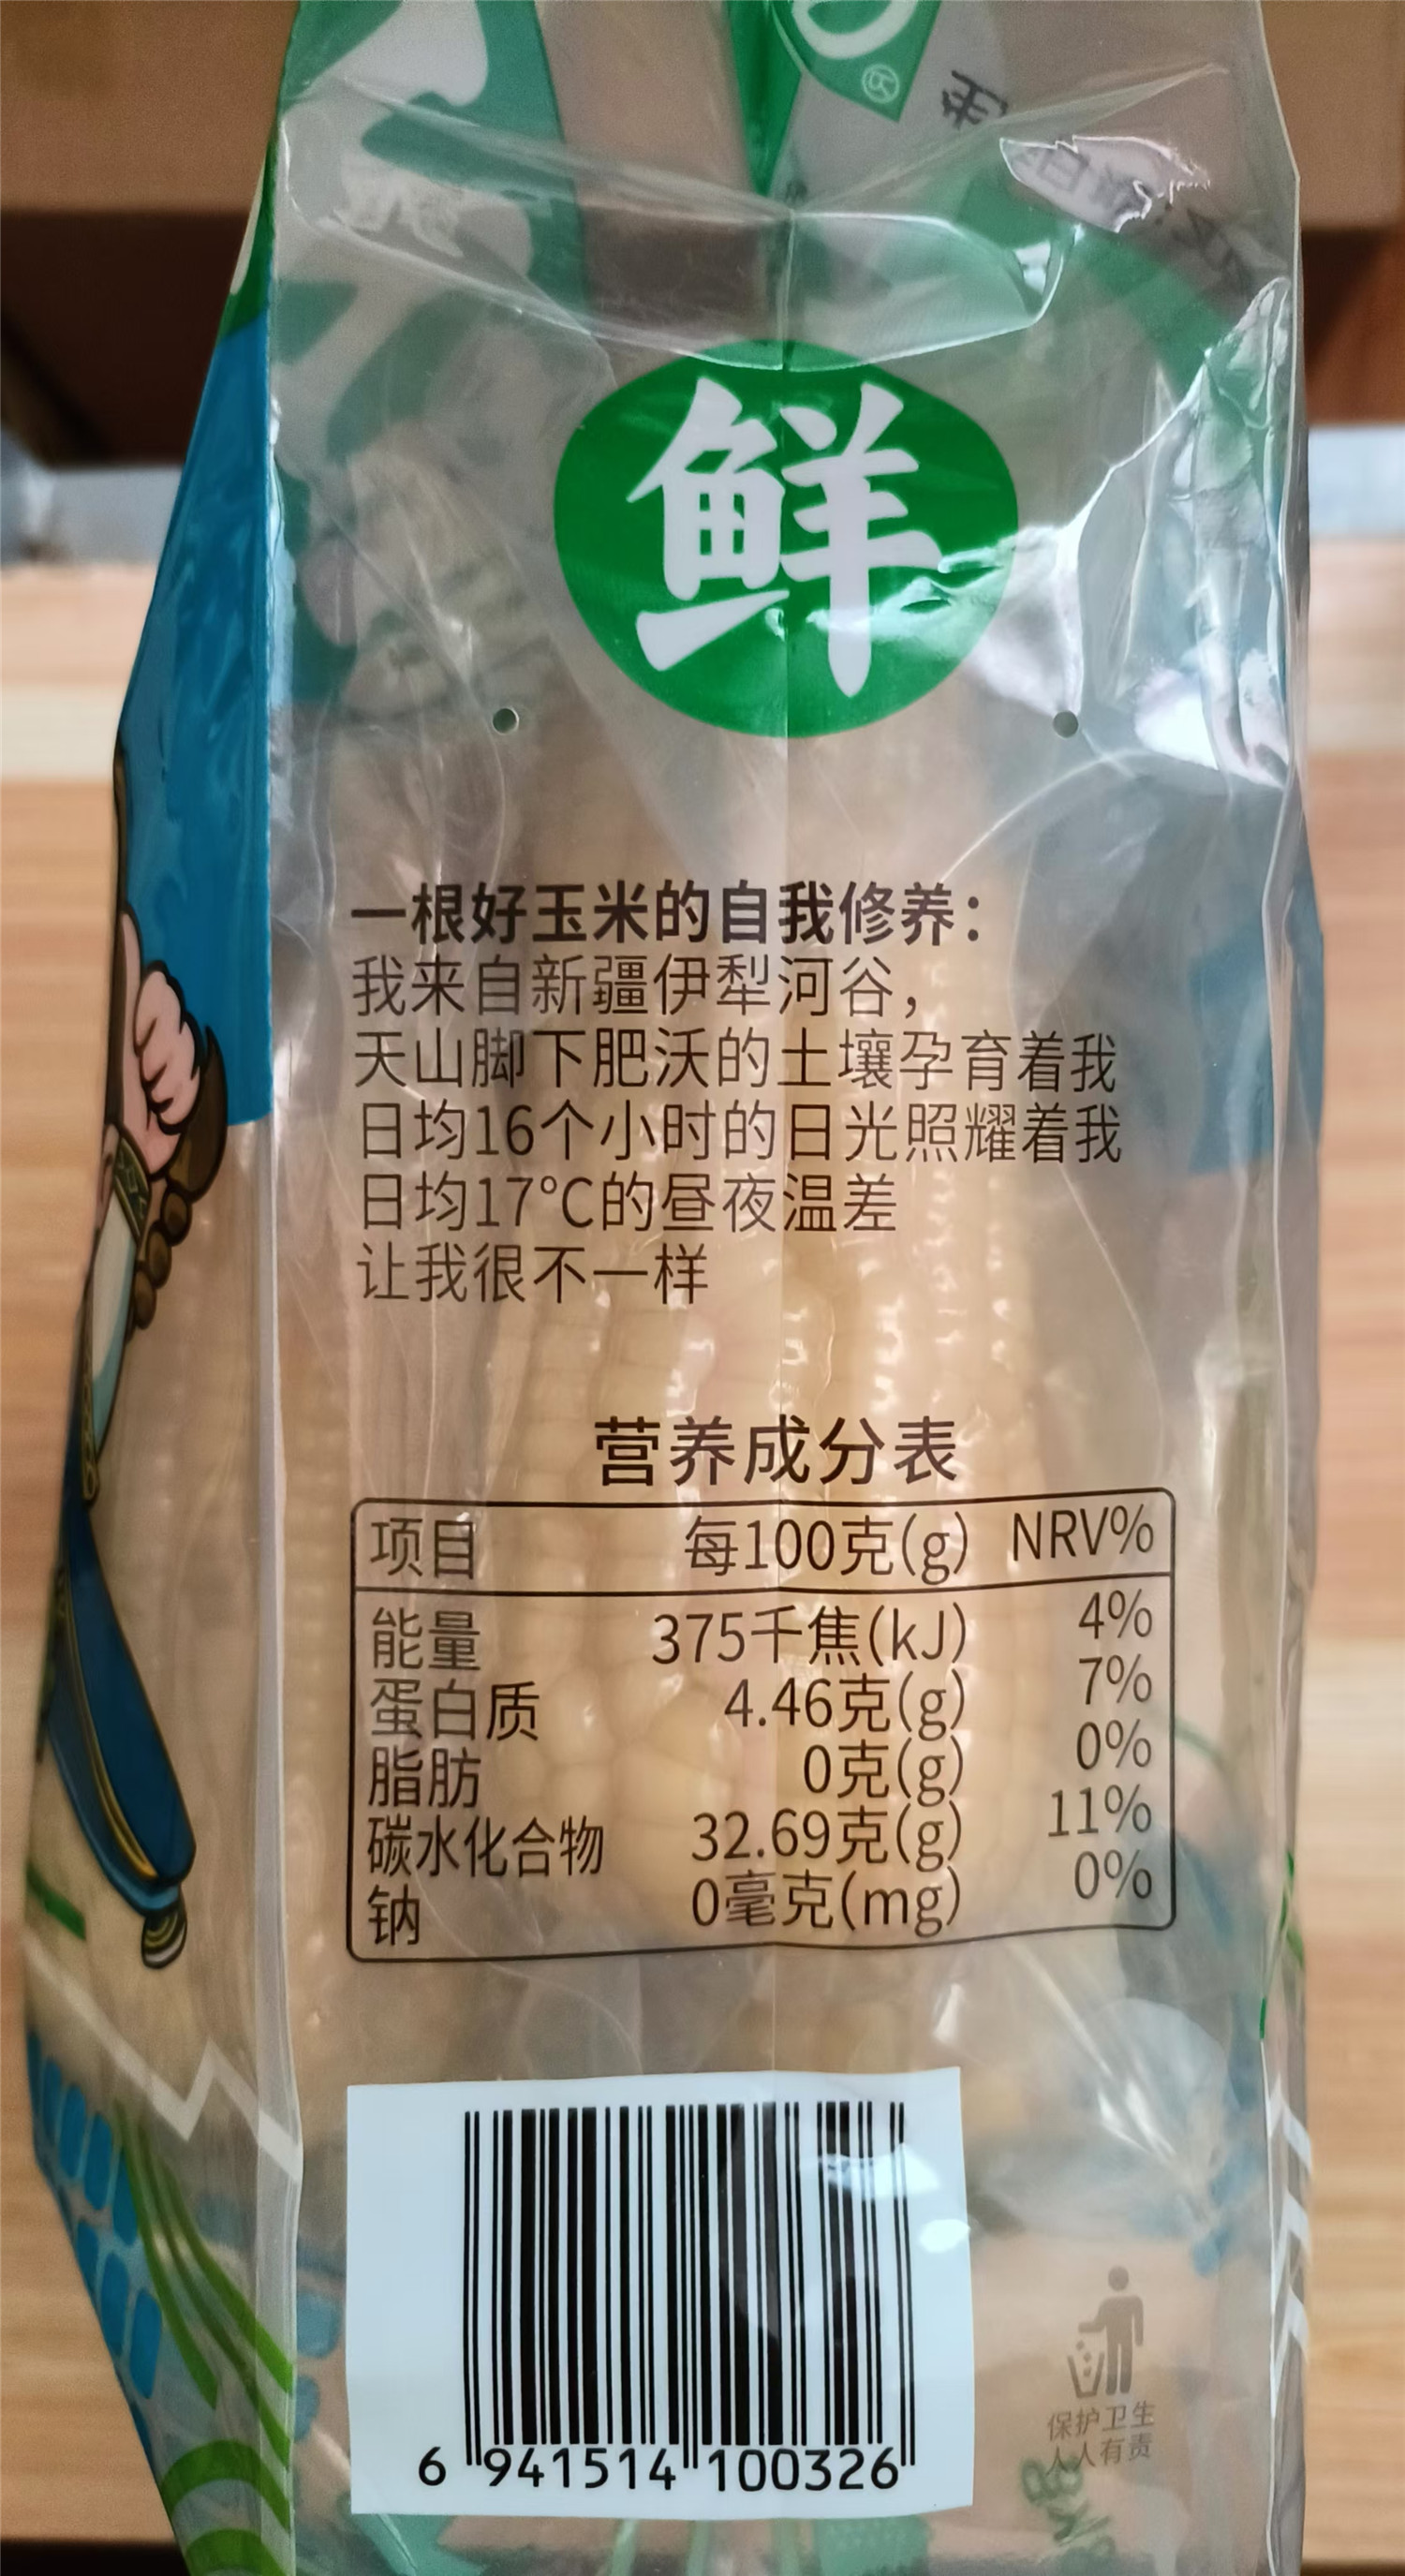 鲜
一根好玉米的自我修养：
我来自新疆伊犁河谷，
天山脚下肥沃的土壤孕育着我
日均16个小时的日光照耀着我
日均17℃的昼夜温差
让我很不一样
营养成分表
项目 每100克(g) NRV%
能量 375千焦(kJ) 4%
蛋白质 4.46克(g) 7%
脂肪 0克(g) 0%
碳水化合物 32.69克(g) 11%
钠 0毫克(mg) 0%
6 941514 100326
保护卫生
人人有责